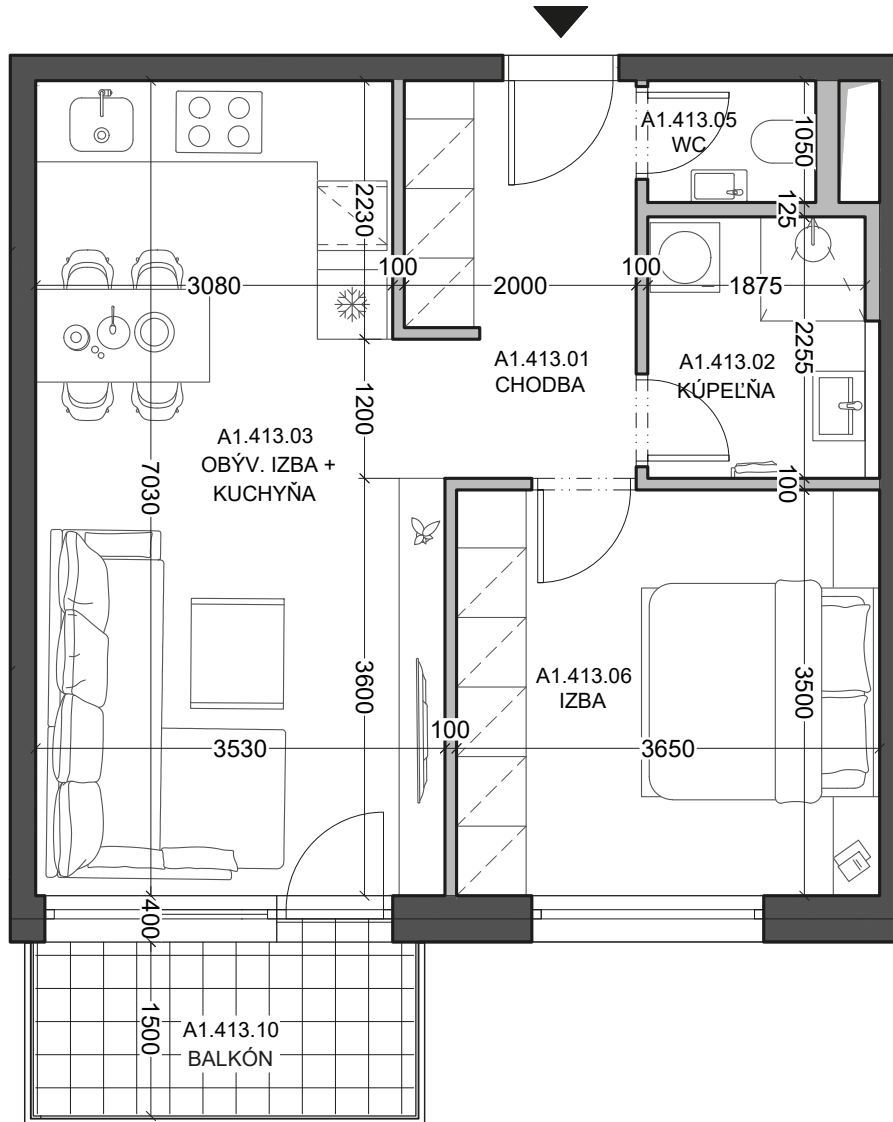 A1.413.05
WC
1050
125
2230
3080
100
2000
100
1875
2255
A1.413.01
CHODBA
A1.413.02
KÚPEĽŇA
1200
A1.413.03
OBÝV. IZBA +
KUCHYŇA
7030
100
3600
A1.413.06
IZBA
3500
100
3530
3650
400
1500
A1.413.10
BALKÓN